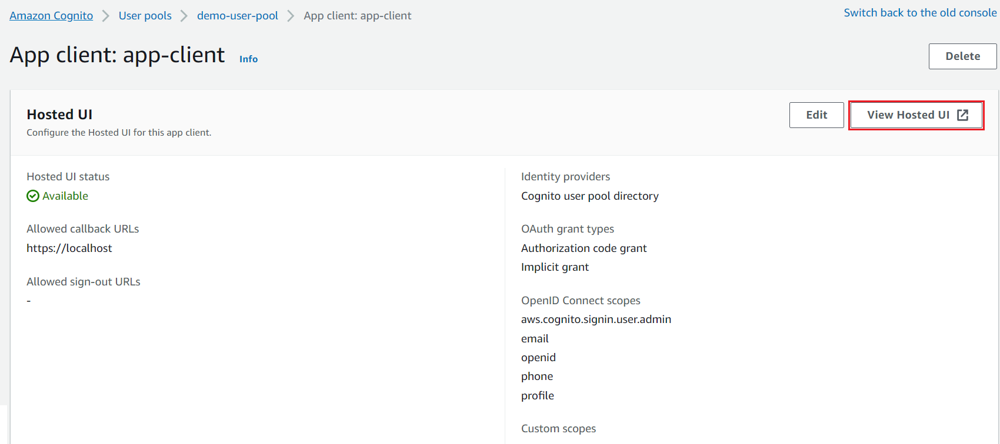 Amazon Cognito > User pools > demo-user-pool > App client: app-client
Switch back to the old console
App client: app-client Info
Delete
Hosted UI
Configure the Hosted UI for this app client.
Edit
View Hosted UI
Hosted UI status
Available
Allowed callback URLs
https://localhost
Allowed sign-out URLs
-
Identity providers
Cognito user pool directory
OAuth grant types
Authorization code grant
Implicit grant
OpenID Connect scopes
aws.cognito.signin.user.admin
email
openid
phone
profile
Custom scopes